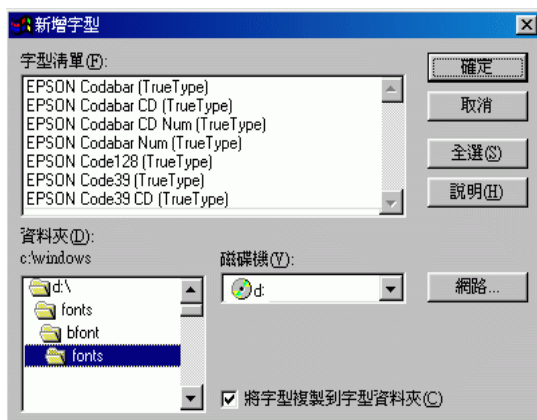 新增字型
字型清單(F):
EPSON Codabar (TrueType)
EPSON Codabar CD (TrueType)
EPSON Codabar CD Num (TrueType)
EPSON Codabar Num (TrueType)
EPSON Code128 (TrueType)
EPSON Code39 (TrueType)
EPSON Code39 CD (TrueType)
確定
取消
全選(S)
說明(H)
資料夾(D):
c:\windows
d:\
fonts
bfont
fonts
磁碟機(V):
d:
網路...
將字型複製到字型資料夾(C)